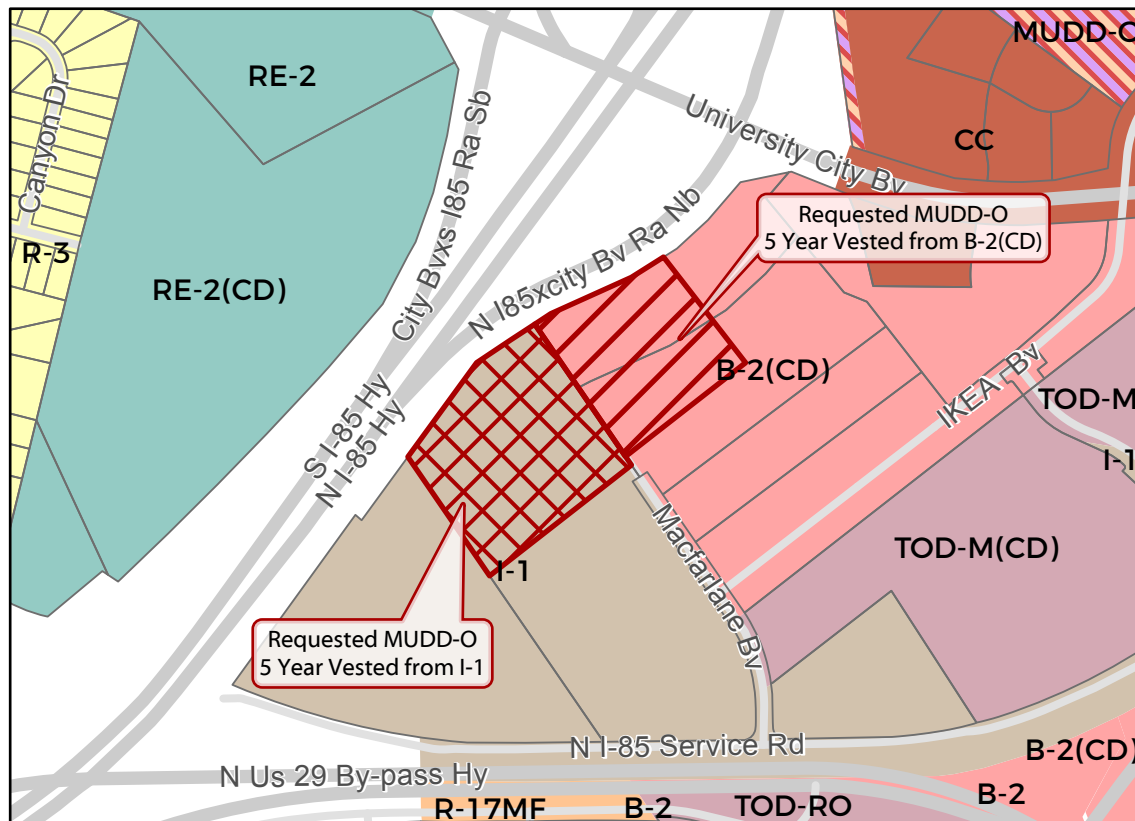 RE-2
MUDD-O
Canyon Dr
City Bvxs I85 Ra Sb
University City Bv
CC
N I85xcity Bv Ra Nb
Requested MUDD-O
5 Year Vested from B-2(CD)
R-3
RE-2(CD)
B-2(CD)
IKEA Bv
TOD-M
S I-85 Hy
N I-85 Hy
I-1
Macfarlane Bv
TOD-M(CD)
I-1
Requested MUDD-O
5 Year Vested from I-1
N I-85 Service Rd
B-2(CD)
N Us 29 By-pass Hy
B-2
R-17MF
B-2
TOD-RO